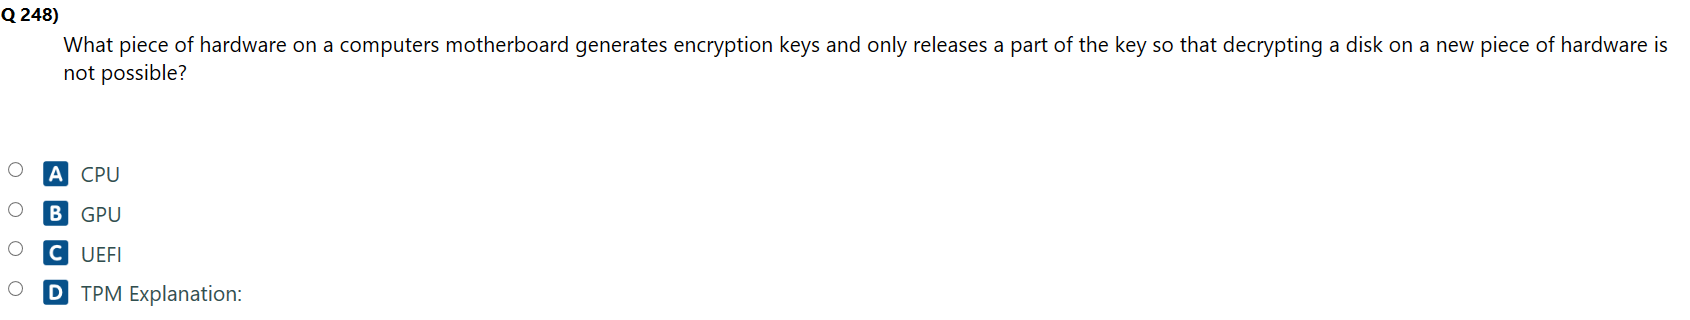 Q 248)
What piece of hardware on a computers motherboard generates encryption keys and only releases a part of the key so that decrypting a disk on a new piece of hardware is
not possible?
A CPU
B GPU
C UEFI
D TPM Explanation: